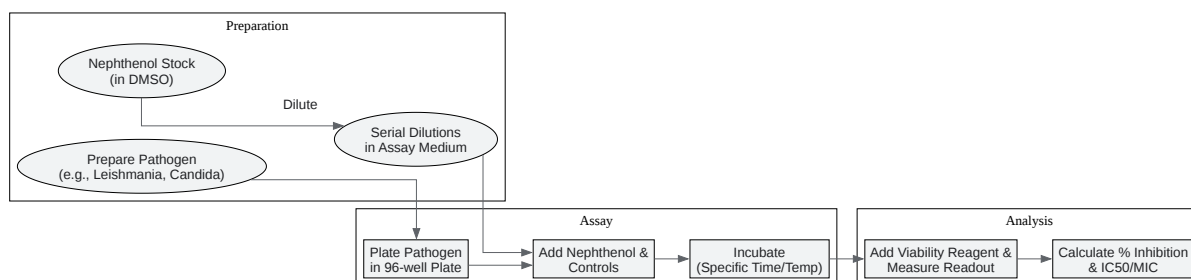 Preparation
Nephthenol Stock
(in DMSO)
Dilute
Serial Dilutions
in Assay Medium
Prepare Pathogen
(e.g., Leishmania, Candida)
Assay
Plate Pathogen
in 96-well Plate
Add Nephthenol &
Controls
Incubate
(Specific Time/Temp)
Analysis
Add Viability Reagent &
Measure Readout
Calculate % Inhibition
& IC50/MIC